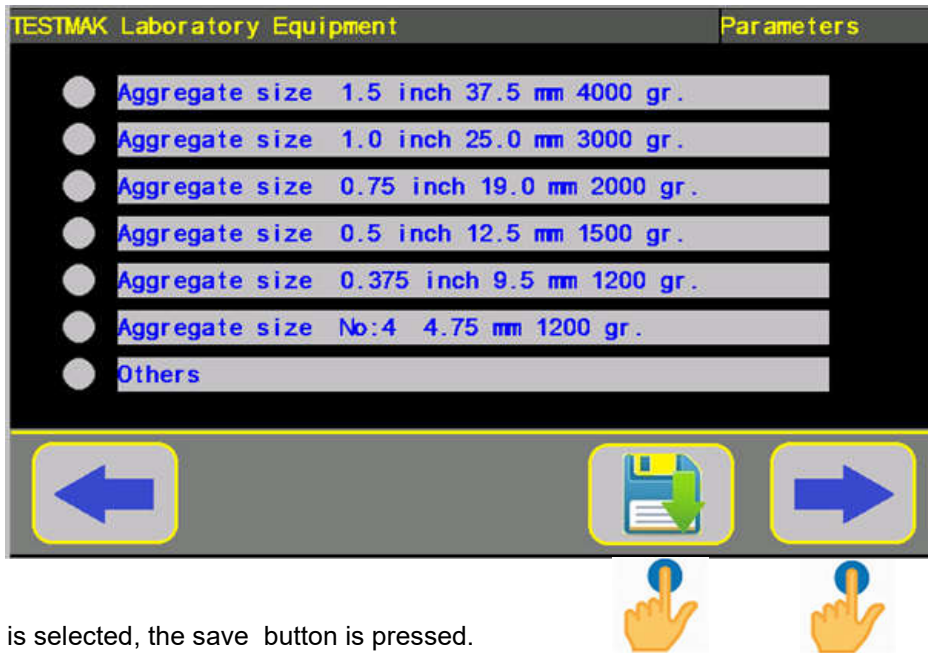 TESTMAK Laboratory Equipment Parameters
Aggregate size 1.5 inch 37.5 mm 4000 gr.
Aggregate size 1.0 inch 25.0 mm 3000 gr.
Aggregate size 0.75 inch 19.0 mm 2000 gr.
Aggregate size 0.5 inch 12.5 mm 1500 gr.
Aggregate size 0.375 inch 9.5 mm 1200 gr.
Aggregate size No:4 4.75 mm 1200 gr.
Others
is selected, the save button is pressed.